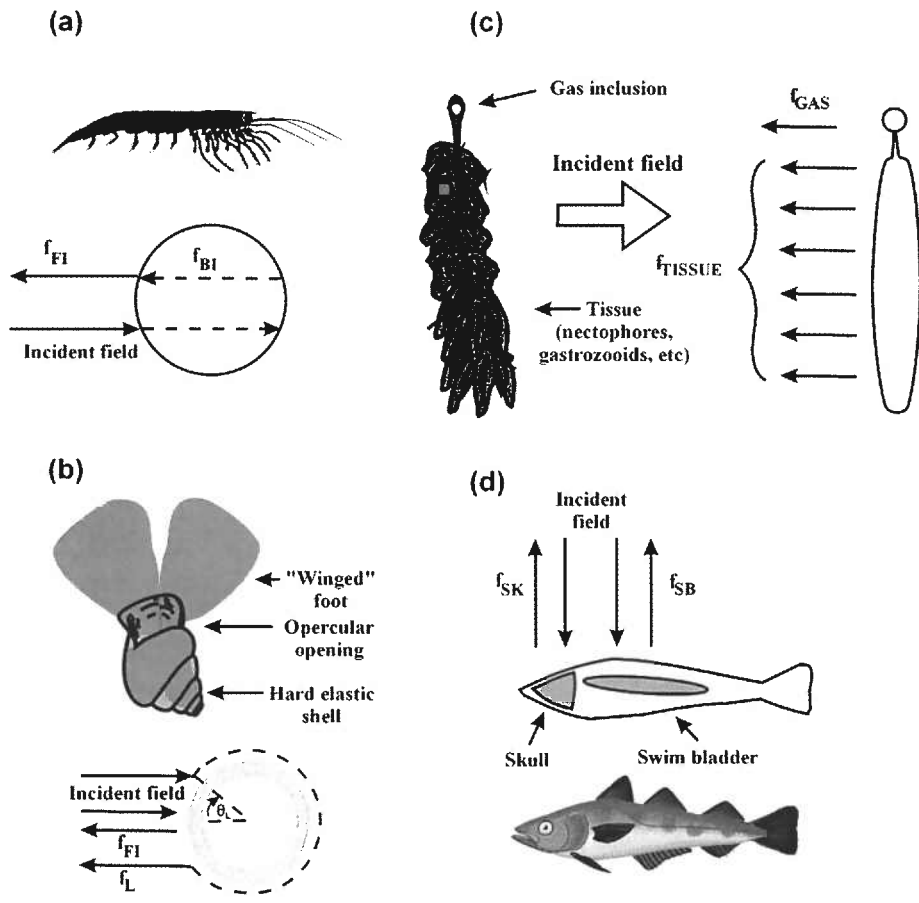 (a)
f_FI
f_BI
Incident field
(b)
"Winged"
foot
Opercular
opening
Hard elastic
shell
Incident field
θ_L
f_FI
f_L
(c)
Gas inclusion
Incident field
Tissue
(nectophores,
gastrozooids, etc)
f_GAS
f_TISSUE
(d)
Incident
field
f_SK
f_SB
Skull
Swim bladder